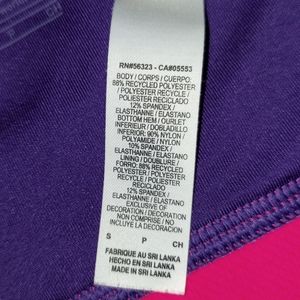 RN#56323 - CA#05553
BODY / CORPS / CUERPO:
88% RECYCLED POLYESTER
/ POLYESTER RECYCLE /
POLIESTER RECICLADO
12% SPANDEX /
ELASTHANNE / ELASTANO
BOTTOM HEM / OURLET
INFERIEUR / DOBLADILLO
INFERIOR: 90% NYLON /
POLYAMIDE / NYLON
10% SPANDEX /
ELASTHANNE / ELASTANO
LINING / DOUBLURE /
FORRO: 88% RECYCLED
POLYESTER / POLYESTER
RECYCLE / POLIESTER
RECICLADO
12% SPANDEX /
ELASTHANNE / ELASTANO
EXCLUSIVE OF
DECORATION / DECORATION
NON COMPRISE / NO
INCLUYE LA DECORACION
S P CH
MADE IN SRI LANKA
FABRIQUE AU SRI LANKA
HECHO EN SRI LANKA